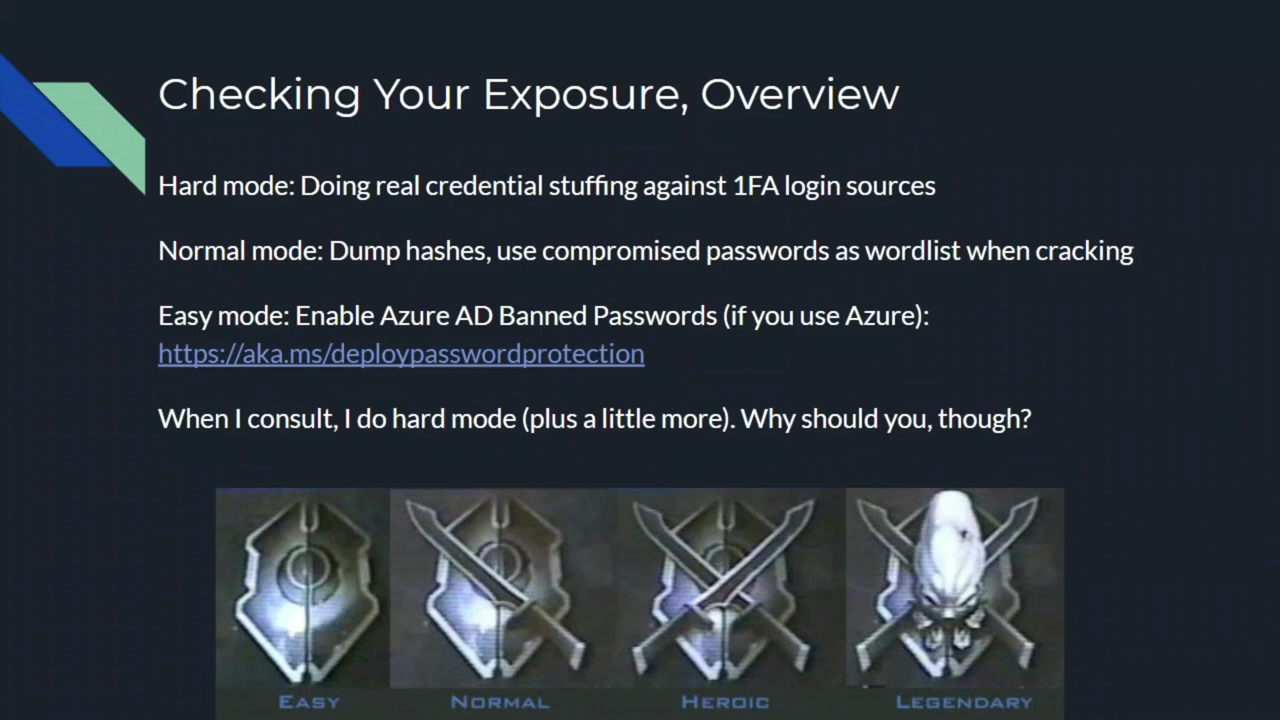 Checking Your Exposure, Overview
Hard mode: Doing real credential stuffing against 1FA login sources
Normal mode: Dump hashes, use compromised passwords as wordlist when cracking
Easy mode: Enable Azure AD Banned Passwords (if you use Azure):
https://aka.ms/deploypasswordprotection
When I consult, I do hard mode (plus a little more). Why should you, though?
EASY NORMAL HEROIC LEGENDARY